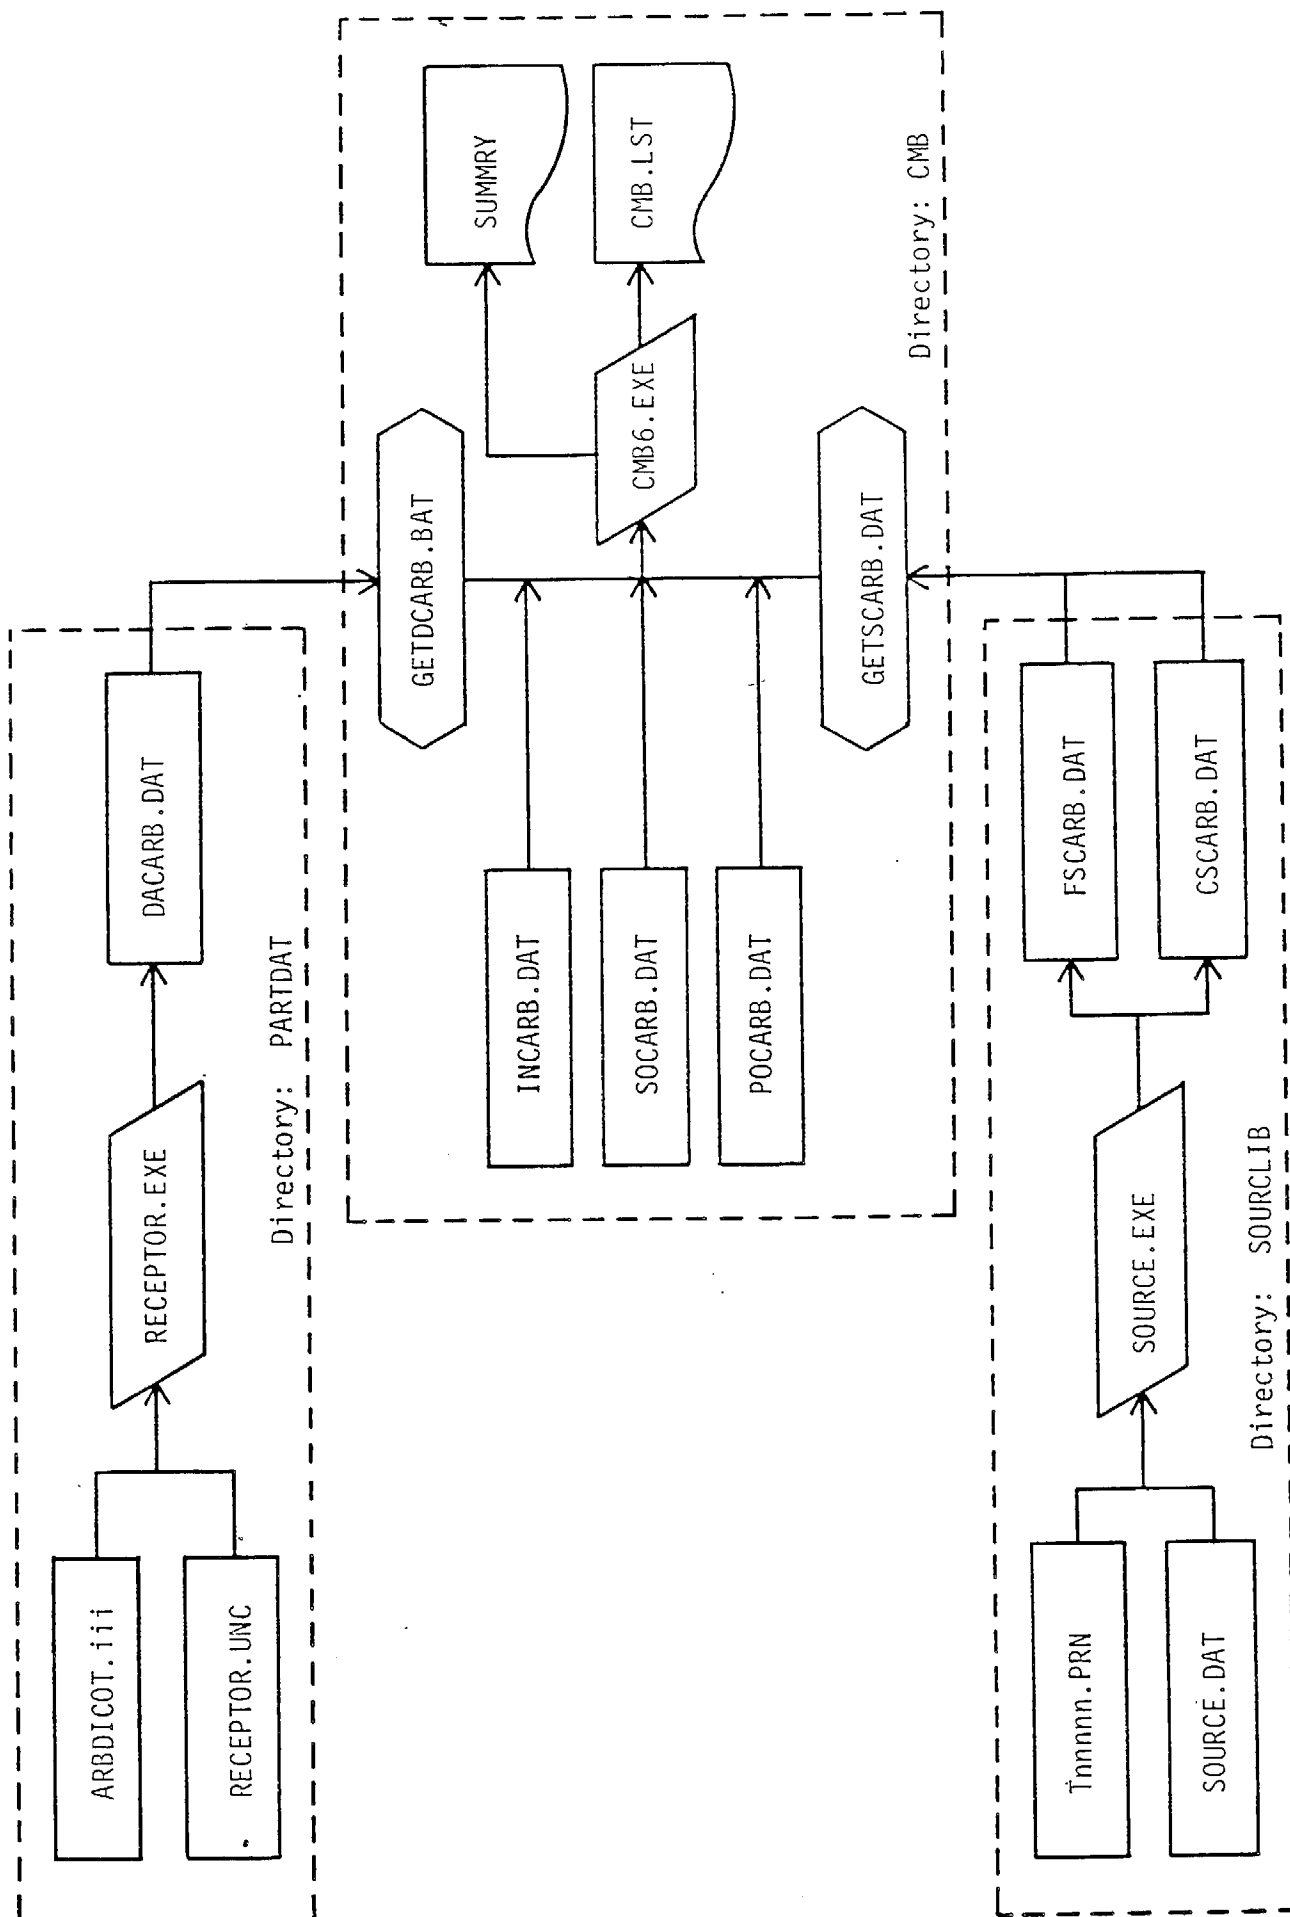 ARBDICOT.iii
RECEPTOR.UNC
RECEPTOR.EXE
DACARB.DAT
Directory: PARTDAT
GETDCARB.BAT
INCARB.DAT
SOCARB.DAT
POCARB.DAT
GETSCARB.DAT
CMB6.EXE
SUMMRY
CMB.LST
Directory: CMB
Tnnnnn.PRN
SOURCE.DAT
SOURCE.EXE
FSCARB.DAT
CSCARB.DAT
Directory: SOURCLIB